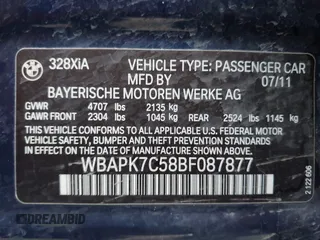 328XiA VEHICLE TYPE: PASSENGER CAR
MFD BY 07/11
BAYERISCHE MOTOREN WERKE AG
GVWR 4707 lbs 2135 kg
GAWR FRONT 2304 lbs 1045 kg REAR 2524 lbs 1145 kg
THIS VEHICLE CONFORMS TO ALL APPLICABLE U.S. FEDERAL
MOTOR VEHICLE SAFETY, BUMPER, AND THEFT PREVENTION STANDARDS
IN EFFECT ON THE DATE OF MANUFACTURE SHOWN ABOVE.
WBAPK7C58BF087877
2 122 606
DREAMBID